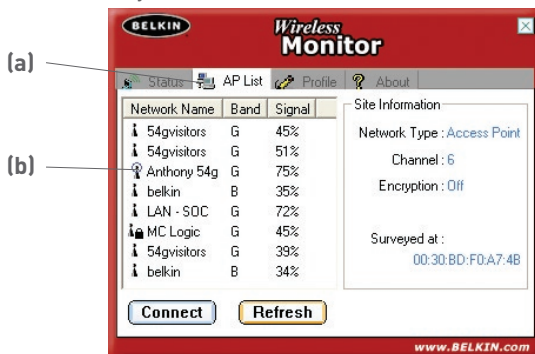 BELKIN
Wireless
Monitor
(a)
Status AP List Profile About
Network Name Band Signal
54gvisitors G 45%
54gvisitors G 51%
(b)
Anthony 54g G 75%
belkin B 35%
LAN - SOC G 72%
MC Logic G 45%
54gvisitors G 39%
belkin B 34%
Site Information
Network Type : Access Point
Channel : 6
Encryption : Off
Surveyed at :
00:30:BD:F0:A7:4B
Connect Refresh
www.BELKIN.com